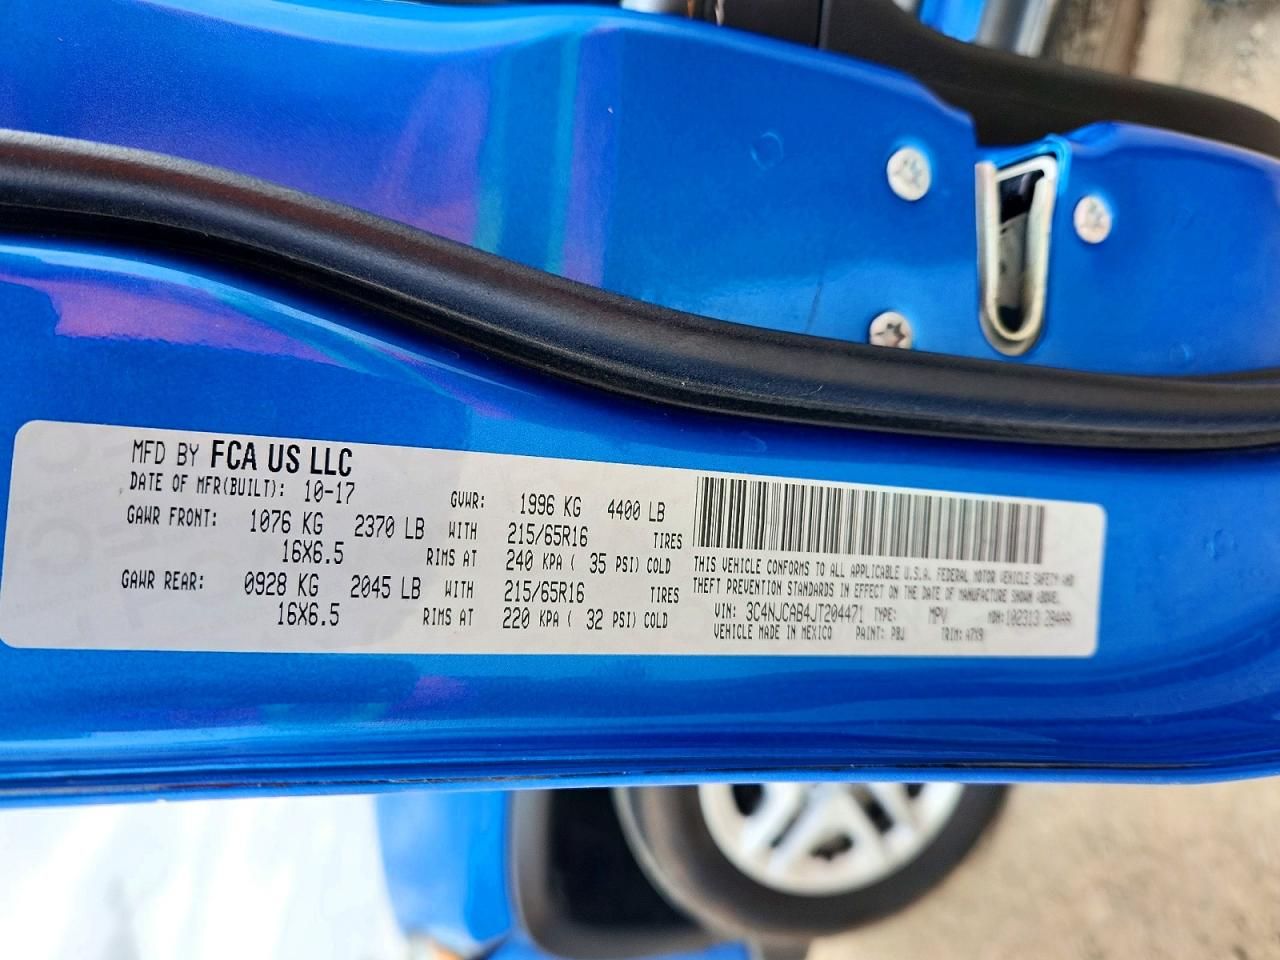 MFD BY FCA US LLC
DATE OF MFR(BUILT): 10-17 GVWR: 1996 KG 4400 LB
GAWR FRONT: 1076 KG 2370 LB WITH 215/65R16 TIRES
16X6.5 RIMS AT 240 KPA ( 35 PSI) COLD
GAWR REAR: 0928 KG 2045 LB WITH 215/65R16 TIRES
16X6.5 RIMS AT 220 KPA ( 32 PSI) COLD
THIS VEHICLE CONFORMS TO ALL APPLICABLE U.S.A. FEDERAL MOTOR VEHICLE SAFETY AND
THEFT PREVENTION STANDARDS IN EFFECT ON THE DATE OF MANUFACTURE SHOWN ABOVE.
VIN: 3C4NJCAB4JT204471 TYPE: MPV MDH: 102313 
VEHICLE MADE IN MEXICO PAINT: PBJ TRIM: A7X9